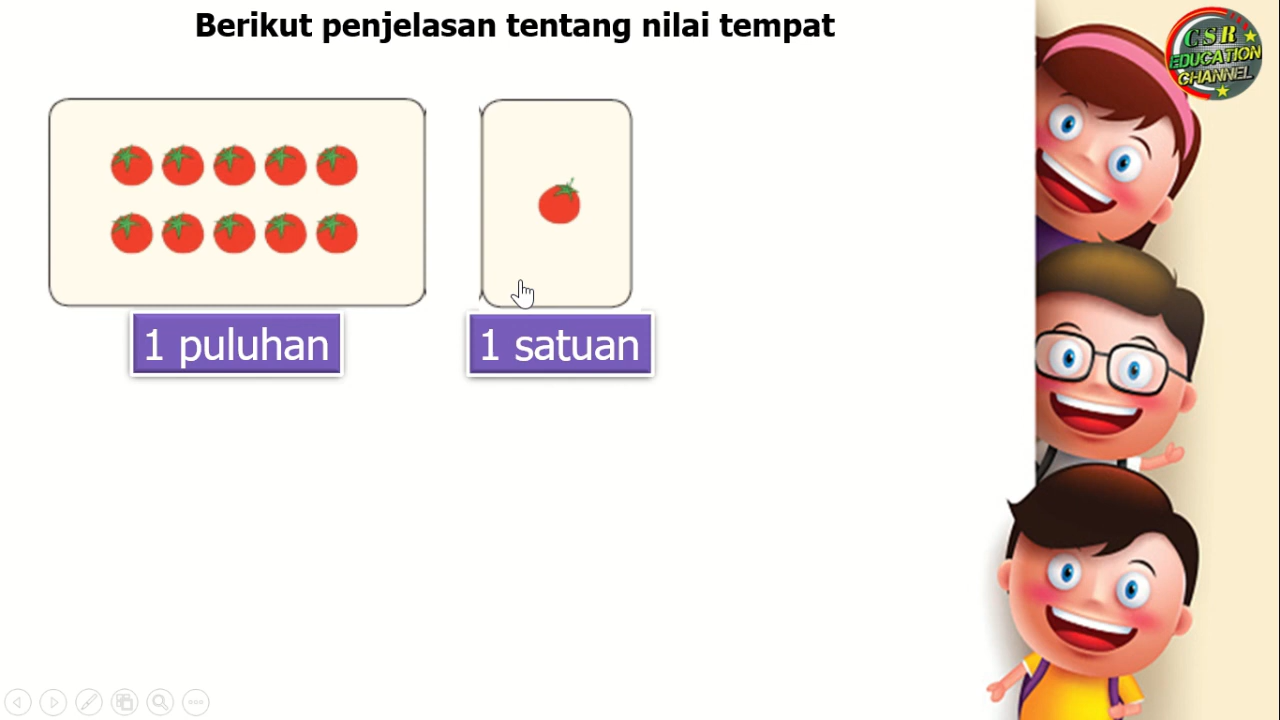 Berikut penjelasan tentang nilai tempat
CSR
EDUCATION
CHANNEL
1 puluhan
1 satuan